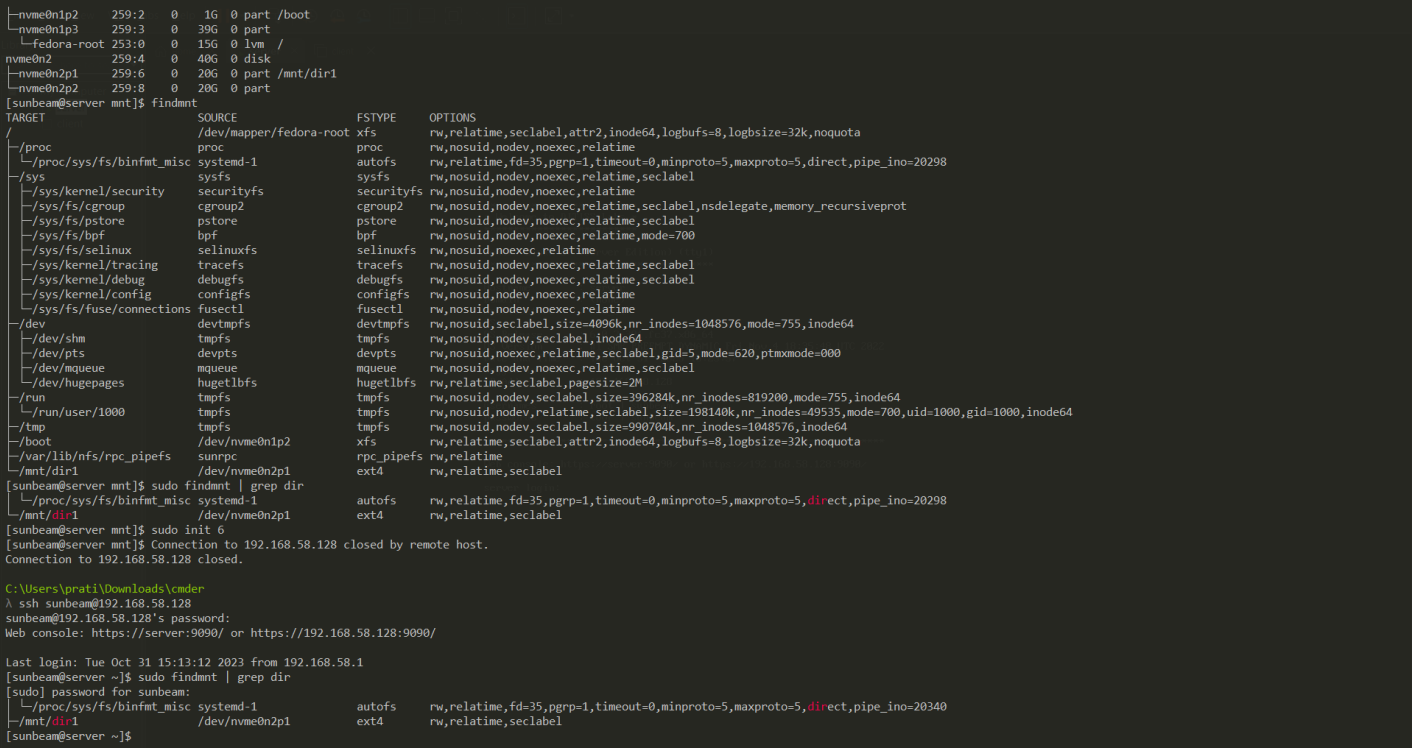 ├─nvme0n1p2     259:2    0    1G  0 part /boot
└─nvme0n1p3     259:3    0   39G  0 part
  └─fedora-root 253:0    0   15G  0 lvm  /
nvme0n2         259:4    0   40G  0 disk
├─nvme0n2p1     259:6    0   20G  0 part /mnt/dir1
└─nvme0n2p2     259:8    0   20G  0 part
[sunbeam@server mnt]$ findmnt
TARGET                       SOURCE                  FSTYPE     OPTIONS
/                            /dev/mapper/fedora-root xfs        rw,relatime,seclabel,attr2,inode64,logbufs=8,logbsize=32k,noquota
├─/proc                      proc                    proc       rw,nosuid,nodev,noexec,relatime
│ └─/proc/sys/fs/binfmt_misc systemd-1               autofs     rw,relatime,fd=35,pgrp=1,timeout=0,minproto=5,maxproto=5,direct,pipe_ino=20298
├─/sys                       sysfs                   sysfs      rw,nosuid,nodev,noexec,relatime,seclabel
│ ├─/sys/kernel/security     securityfs              securityfs rw,nosuid,nodev,noexec,relatime
│ ├─/sys/fs/cgroup           cgroup2                 cgroup2    rw,nosuid,nodev,noexec,relatime,seclabel,nsdelegate,memory_recursiveprot
│ ├─/sys/fs/pstore           pstore                  pstore     rw,nosuid,nodev,noexec,relatime,seclabel
│ ├─/sys/fs/bpf              bpf                     bpf        rw,nosuid,nodev,noexec,relatime,mode=700
│ ├─/sys/fs/selinux          selinuxfs               selinuxfs  rw,nosuid,noexec,relatime
│ ├─/sys/kernel/tracing      tracefs                 tracefs    rw,nosuid,nodev,noexec,relatime,seclabel
│ ├─/sys/kernel/debug        debugfs                 debugfs    rw,nosuid,nodev,noexec,relatime,seclabel
│ ├─/sys/kernel/config       configfs                configfs   rw,nosuid,nodev,noexec,relatime
│ └─/sys/fs/fuse/connections fusectl                 fusectl    rw,nosuid,nodev,noexec,relatime
├─/dev                       devtmpfs                devtmpfs   rw,nosuid,seclabel,size=4096k,nr_inodes=1048576,mode=755,inode64
│ ├─/dev/shm                 tmpfs                   tmpfs      rw,nosuid,nodev,seclabel,inode64
│ ├─/dev/pts                 devpts                  devpts     rw,nosuid,noexec,relatime,seclabel,gid=5,mode=620,ptmxmode=000
│ ├─/dev/mqueue              mqueue                  mqueue     rw,nosuid,nodev,noexec,relatime,seclabel
│ └─/dev/hugepages           hugetlbfs               hugetlbfs  rw,relatime,seclabel,pagesize=2M
├─/run                       tmpfs                   tmpfs      rw,nosuid,nodev,seclabel,size=396284k,nr_inodes=819200,mode=755,inode64
│ └─/run/user/1000           tmpfs                   tmpfs      rw,nosuid,nodev,relatime,seclabel,size=198140k,nr_inodes=49535,mode=700,uid=1000,gid=1000,inode64
├─/tmp                       tmpfs                   tmpfs      rw,nosuid,nodev,seclabel,size=990704k,nr_inodes=1048576,inode64
├─/boot                      /dev/nvme0n1p2          xfs        rw,relatime,seclabel,attr2,inode64,logbufs=8,logbsize=32k,noquota
├─/var/lib/nfs/rpc_pipefs    sunrpc                  rpc_pipefs rw,relatime
└─/mnt/dir1                  /dev/nvme0n2p1          ext4       rw,relatime,seclabel
[sunbeam@server mnt]$ sudo findmnt | grep dir
│ └─/proc/sys/fs/binfmt_misc systemd-1               autofs     rw,relatime,fd=35,pgrp=1,timeout=0,minproto=5,maxproto=5,direct,pipe_ino=20298
└─/mnt/dir1                  /dev/nvme0n2p1          ext4       rw,relatime,seclabel
[sunbeam@server mnt]$ sudo init 6
[sunbeam@server mnt]$ Connection to 192.168.58.128 closed by remote host.
Connection to 192.168.58.128 closed.
C:\Users\prati\Downloads\cmder
λ ssh sunbeam@192.168.58.128
sunbeam@192.168.58.128's password:
Web console: https://server:9090/ or https://192.168.58.128:9090/
Last login: Tue Oct 31 15:13:12 2023 from 192.168.58.1
[sunbeam@server ~]$ sudo findmnt | grep dir
[sudo] password for sunbeam:
│ └─/proc/sys/fs/binfmt_misc systemd-1               autofs     rw,relatime,fd=35,pgrp=1,timeout=0,minproto=5,maxproto=5,direct,pipe_ino=20340
├─/mnt/dir1                  /dev/nvme0n2p1          ext4       rw,relatime,seclabel
[sunbeam@server ~]$